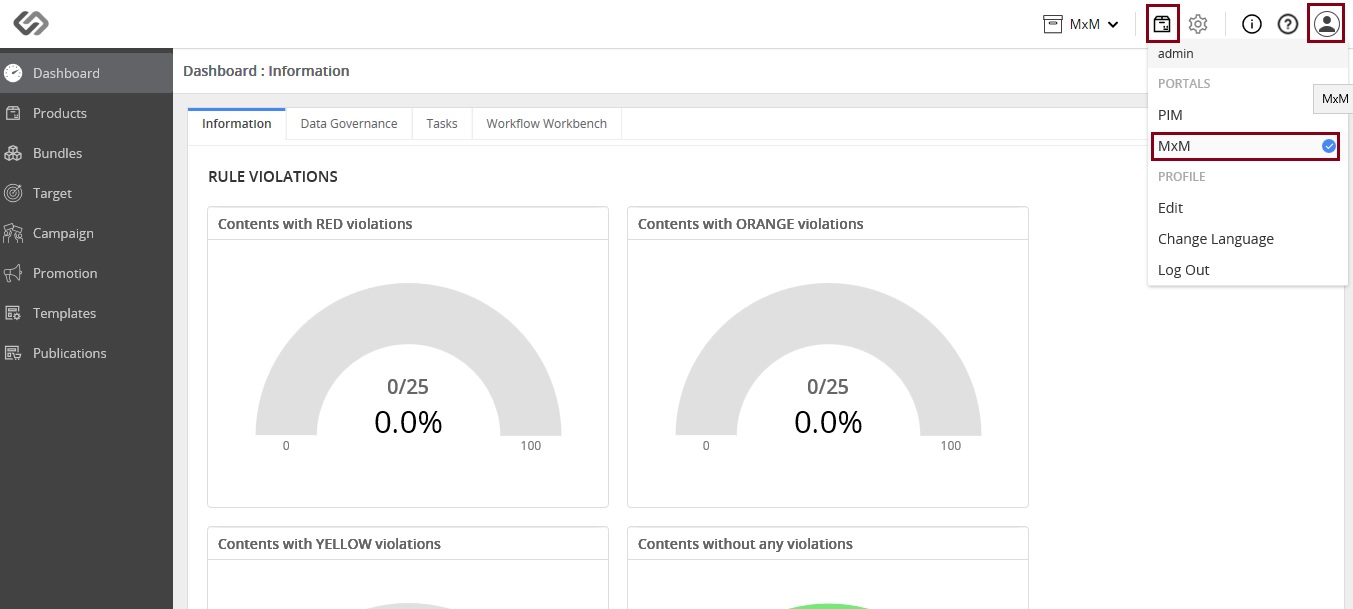 MxM
admin
Dashboard
Products
Bundles
Target
Campaign
Promotion
Templates
Publications
Dashboard : Information
Information
Data Governance
Tasks
Workflow Workbench
PORTALS
MxM
PIM
MxM
PROFILE
Edit
Change Language
Log Out
RULE VIOLATIONS
Contents with RED violations
0/25
0.0%
0 100
Contents with ORANGE violations
0/25
0.0%
0 100
Contents with YELLOW violations
Contents without any violations